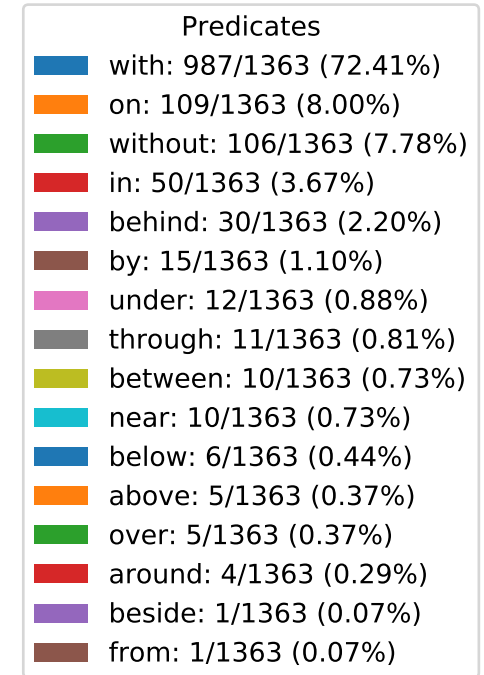 Predicates
with: 987/1363 (72.41%)
on: 109/1363 (8.00%)
without: 106/1363 (7.78%)
in: 50/1363 (3.67%)
behind: 30/1363 (2.20%)
by: 15/1363 (1.10%)
under: 12/1363 (0.88%)
through: 11/1363 (0.81%)
between: 10/1363 (0.73%)
near: 10/1363 (0.73%)
below: 6/1363 (0.44%)
above: 5/1363 (0.37%)
over: 5/1363 (0.37%)
around: 4/1363 (0.29%)
beside: 1/1363 (0.07%)
from: 1/1363 (0.07%)